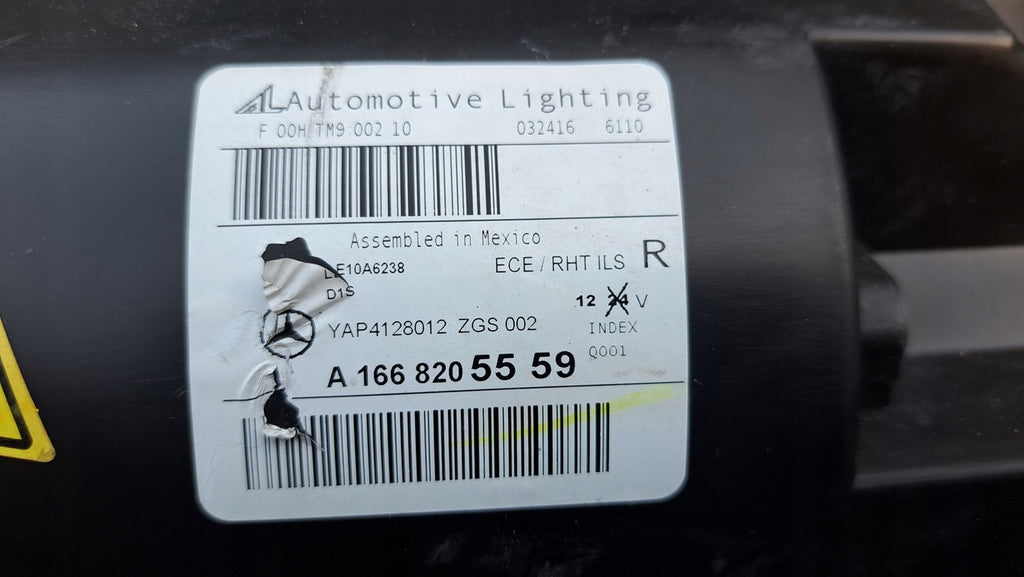 AL Automotive Lighting
F 00H TM9 002 10 032416 6110
Assembled in Mexico
LE10A6238 ECE / RHT ILS R
D1S 12 24 V
YAP4128012 ZGS 002 INDEX
Q001
A 166 820 55 59